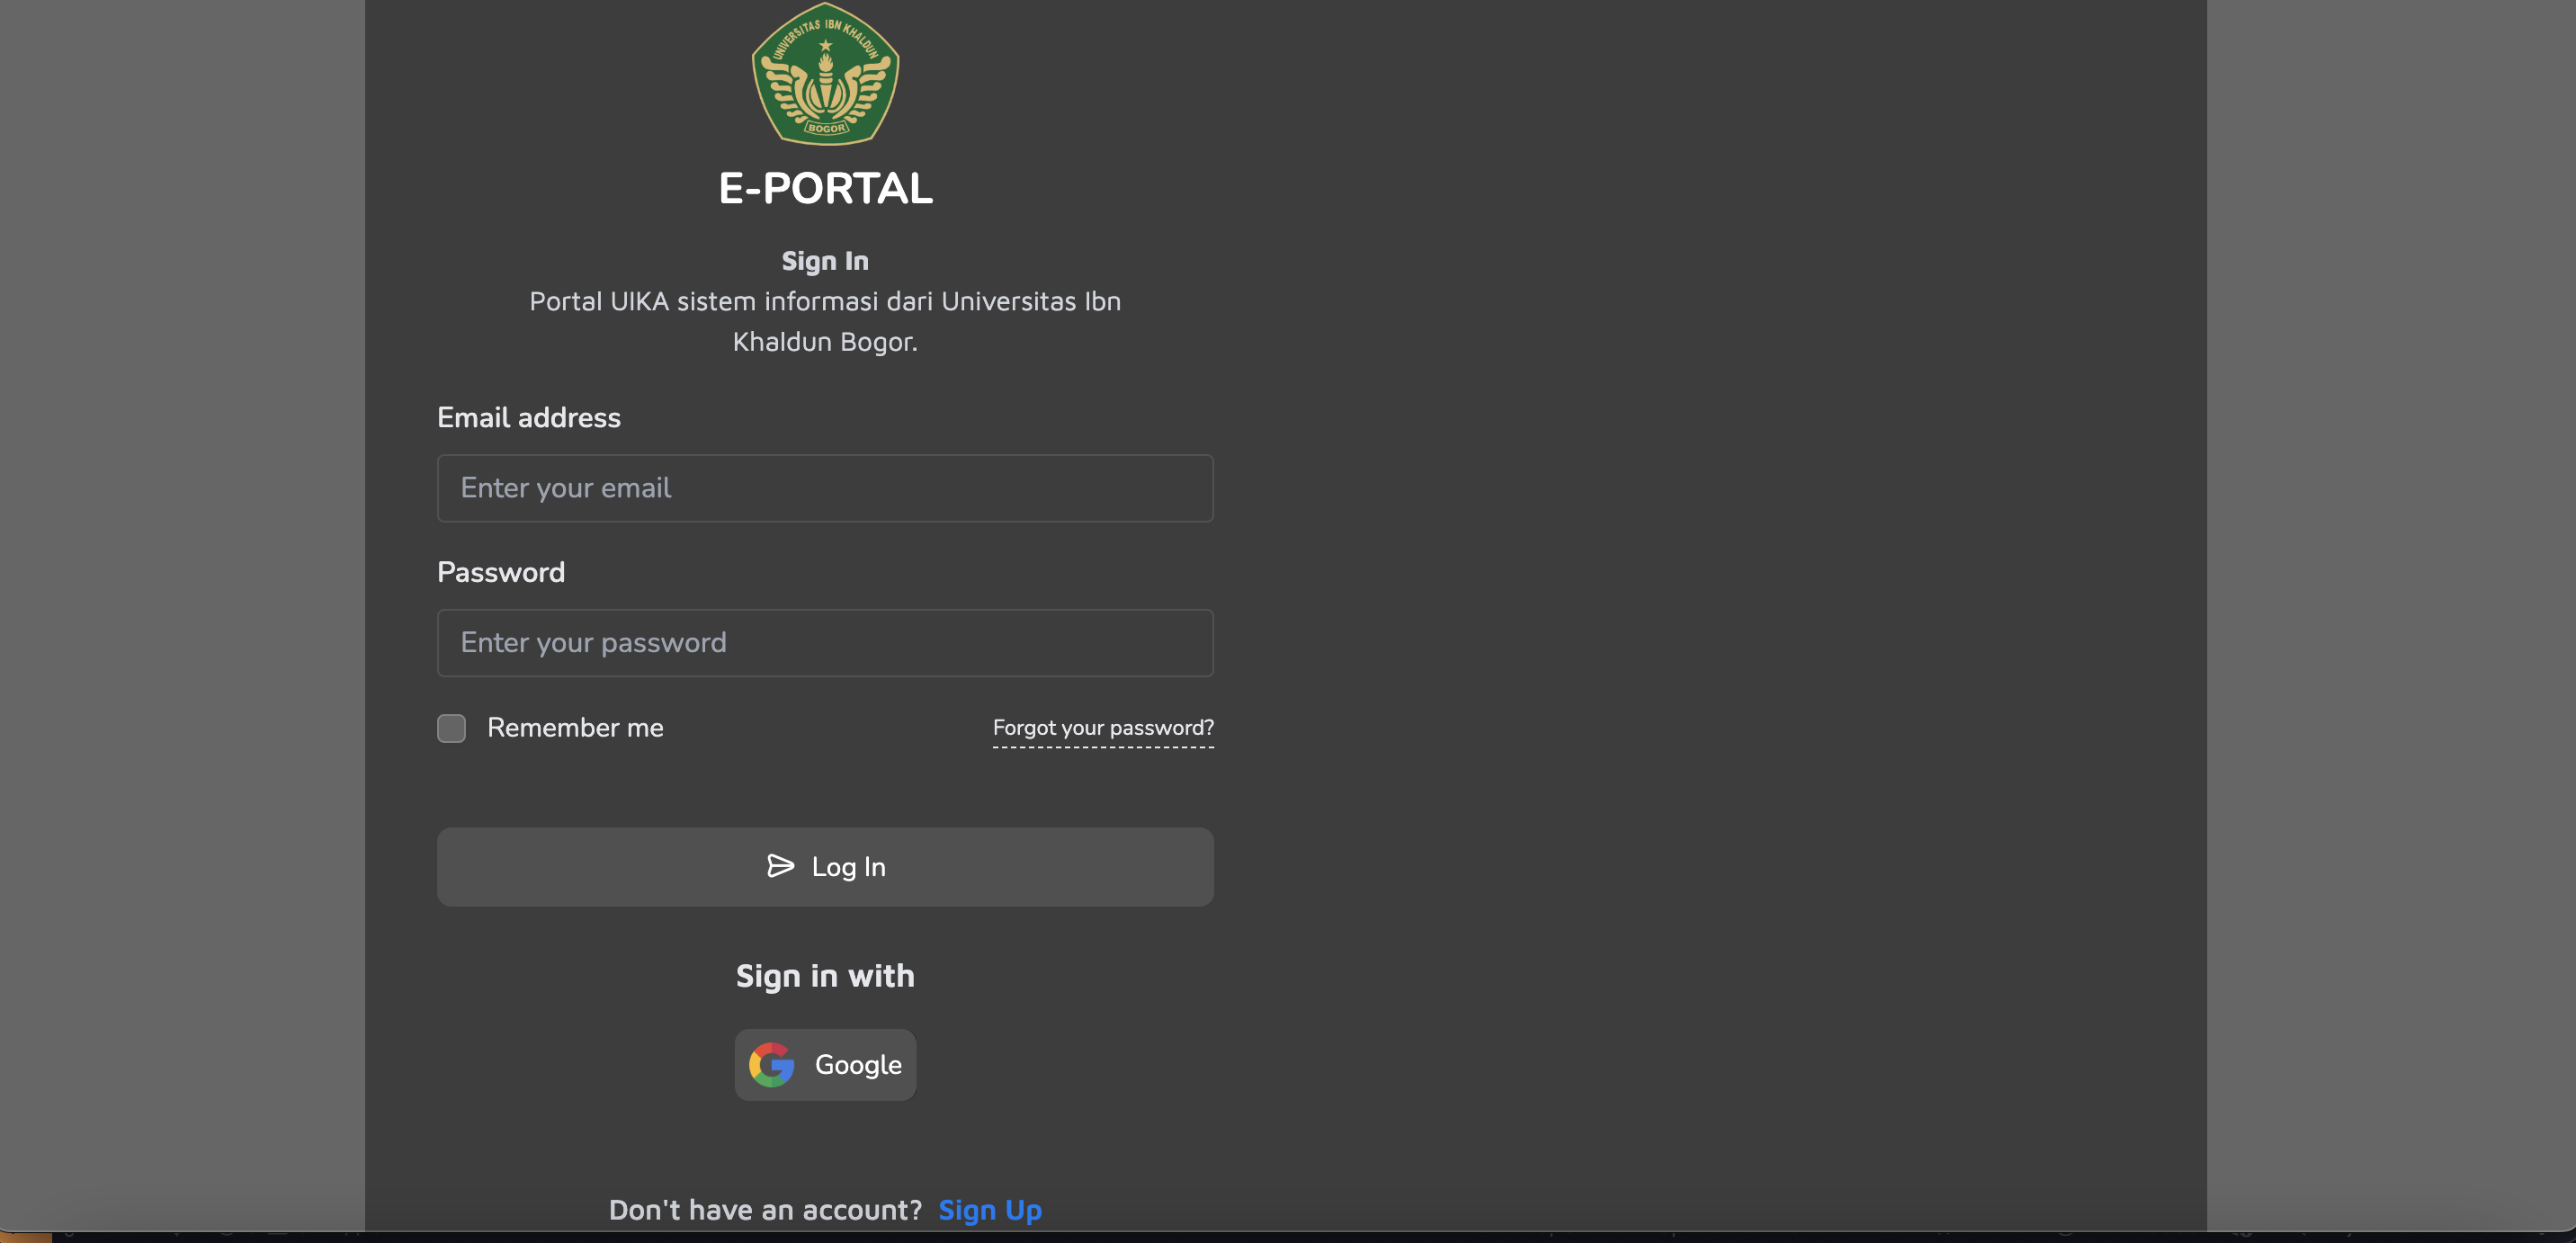 UNIVERSITAS IBN KHALDUN
BOGOR
E-PORTAL
Sign In
Portal UIKA sistem informasi dari Universitas Ibn
Khaldun Bogor.
Email address
Enter your email
Password
Enter your password
Remember me
Forgot your password?
Log In
Sign in with
Google
Don't have an account? Sign Up